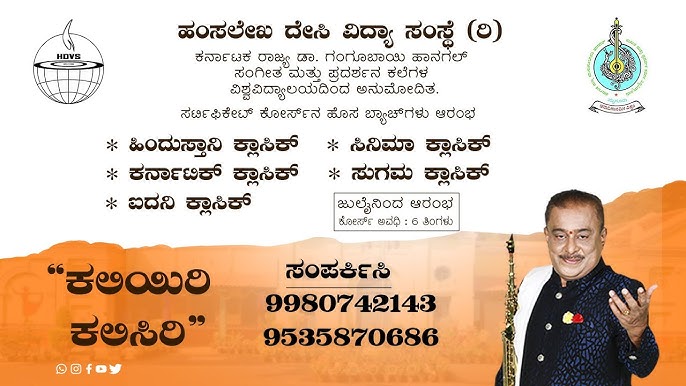 HDVS
ಹಂಸಲೇಖ ದೇಸಿ ವಿದ್ಯಾ ಸಂಸ್ಥೆ (ರಿ)
ಕರ್ನಾಟಕ ರಾಜ್ಯ ಡಾ. ಗಂಗೂಬಾಯಿ ಹಾನಗಲ್
ಸಂಗೀತ ಮತ್ತು ಪ್ರದರ್ಶನ ಕಲೆಗಳ
ವಿಶ್ವವಿದ್ಯಾಲಯದಿಂದ ಅನುಮೋದಿತ.
ಸರ್ಟಿಫಿಕೇಟ್ ಕೋರ್ಸ್‌ನ ಹೊಸ ಬ್ಯಾಚ್‌ಗಳು ಆರಂಭ
* ಹಿಂದುಸ್ತಾನಿ ಕ್ಲಾಸಿಕ್ * ಸಿನಿಮಾ ಕ್ಲಾಸಿಕ್
* ಕರ್ನಾಟಿಕ್ ಕ್ಲಾಸಿಕ್ * ಸುಗಮ ಕ್ಲಾಸಿಕ್
* ಐದನಿ ಕ್ಲಾಸಿಕ್
ಜುಲೈನಿಂದ ಆರಂಭ
ಕೋರ್ಸ್ ಅವಧಿ : 6 ತಿಂಗಳು
“ಕಲಿಯಿರಿ
ಕಲಿಸಿರಿ”
ಸಂಪರ್ಕಿಸಿ
9980742143
9535870686